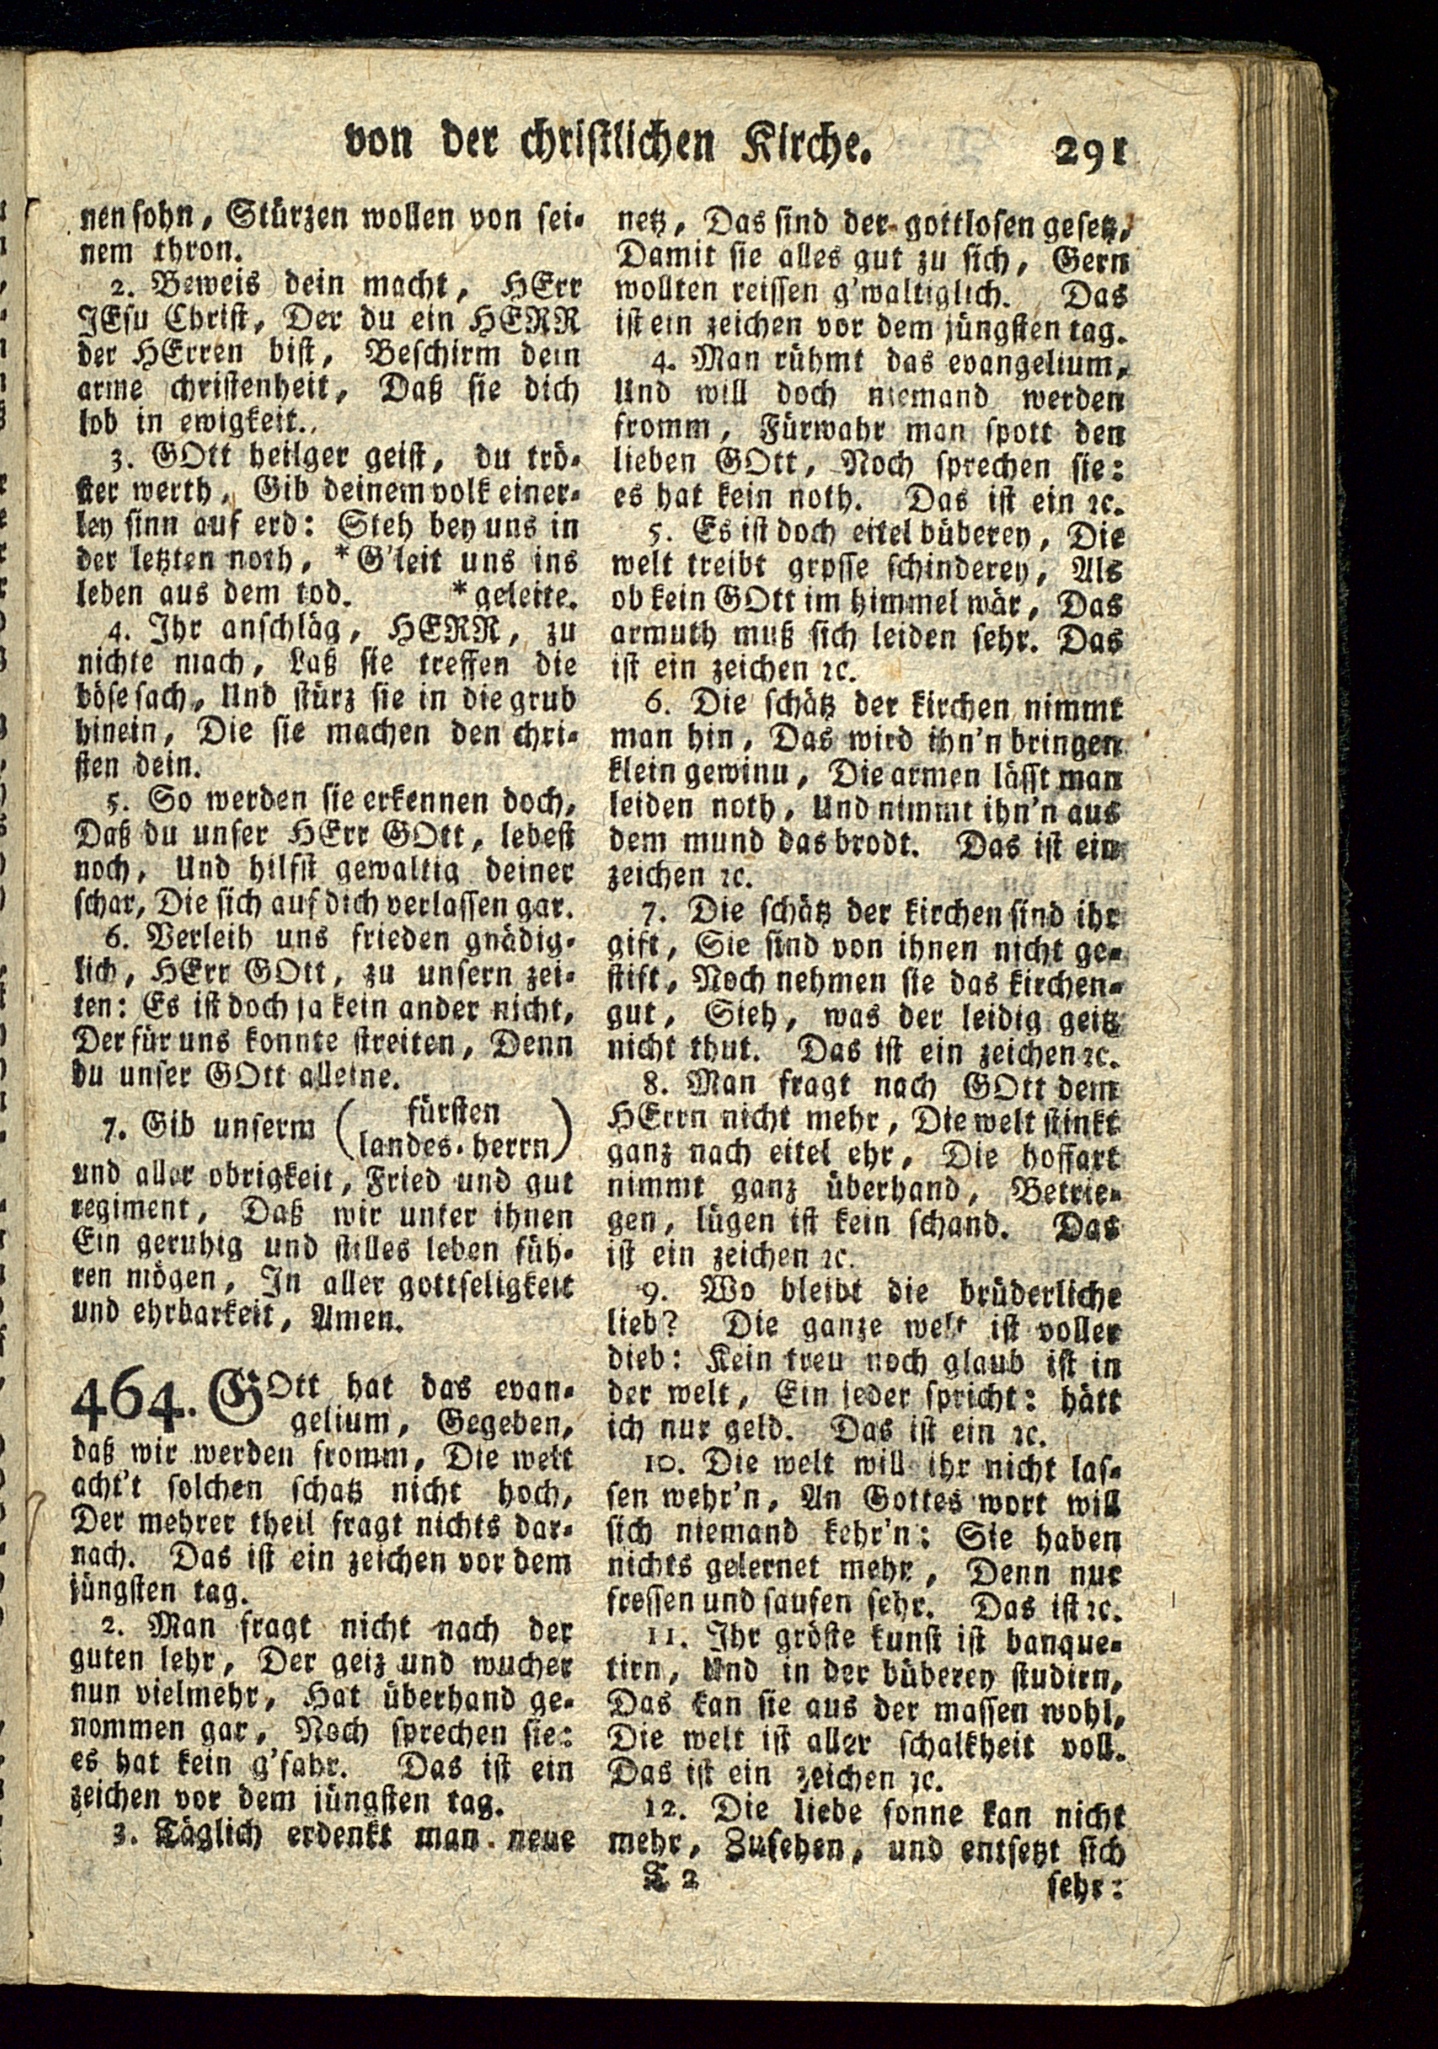 von der christlichen Kirche. 291
nen sohn, Stürzen wollen von sei-
nem thron.
2. Beweis dein macht, HErr
JEsu Christ, Der du ein HERR
der HErren bist, Beschirm dein
arme christenheit, Daß sie dich
lob in ewigkeit.
3. GOtt heilger geist, du trö-
ster werth, Gib deinem volk einer-
ley sinn auf erd: Steh bey uns in
der letzten noth, *G'leit uns ins
leben aus dem tod. *geleite.
4. Ihr anschläg, HERR, zu
nichte mach, Laß sie treffen die
böse sach, Und stürz sie in die grub
hinein, Die sie machen den chri-
sten dein.
5. So werden sie erkennen doch,
Daß du unser HErr GOtt, lebest
noch, Und hilfst gewaltig deiner
schar, Die sich auf dich verlassen gar.
6. Verleih uns frieden gnädig-
lich, HErr GOtt, zu unsern zei-
ten: Es ist doch ja kein ander nicht,
Der für uns konnte streiten, Denn
du unser GOtt alleine.
7. Gib unserm (fürsten
landes-herrn)
und aller obrigkeit, Fried und gut
regiment, Daß wir unter ihnen
Ein geruhig und stilles leben füh-
ren mögen, In aller gottseligkeit
und ehrbarkeit, Amen.
464. GOtt hat das evan-
gelium, Gegeben,
daß wir werden fromm, Die welt
acht't solchen schatz nicht hoch,
Der mehrer theil fragt nichts dar-
nach. Das ist ein zeichen vor dem
jüngsten tag.
2. Man fragt nicht nach der
guten lehr, Der geiz und wucher
nun vielmehr, Hat überhand ge-
nommen gar, Noch sprechen sie:
es hat kein g'fahr. Das ist ein
zeichen vor dem jüngsten tag.
3. Täglich erdenkt man neue
netz, Das sind der gottlosen gesetz,
Damit sie alles gut zu sich, Gern
wollten reissen g'waltiglich. Das
ist ein zeichen vor dem jüngsten tag.
4. Man rühmt das evangelium,
Und will doch niemand werden
fromm, Fürwahr man spott den
lieben GOtt, Noch sprechen sie:
es hat kein noth. Das ist ein ꝛc.
5. Es ist doch eitel büberey, Die
welt treibt grosse schinderey, Als
ob kein GOtt im himmel wär, Das
armuth muß sich leiden sehr. Das
ist ein zeichen ꝛc.
6. Die schätz der kirchen nimmt
man hin, Das wird ihn'n bringen
klein gewinn, Die armen lässt man
leiden noth, Und nimmt ihn'n aus
dem mund das brodt. Das ist ein
zeichen ꝛc.
7. Die schätz der kirchen sind ihr
gift, Sie sind von ihnen nicht ge-
stift, Noch nehmen sie das kirchen-
gut, Sieh, was der leidig geitz
nicht thut. Das ist ein zeichen ꝛc.
8. Man fragt nach GOtt dem
HErrn nicht mehr, Die welt stinkt
ganz nach eitel ehr, Die hoffart
nimmt ganz überhand, Betrie-
gen, lügen ist kein schand. Das
ist ein zeichen ꝛc.
9. Wo bleibt die brüderliche
lieb? Die ganze welt ist voller
dieb: Kein treu noch glaub ist in
der welt, Ein jeder spricht: hätt
ich nur geld. Das ist ein ꝛc.
10. Die welt will ihr nicht las-
sen wehr'n, An Gottes wort will
sich niemand kehr'n: Sie haben
nichts gelernet mehr, Denn nur
fressen und saufen sehr. Das ist ꝛc.
11. Ihr gröste kunst ist banque-
tirn, Und in der büberey studirn,
Das kan sie aus der massen wohl,
Die welt ist aller schalkheit voll.
Das ist ein zeichen ꝛc.
12. Die liebe sonne kan nicht
mehr, Zusehen, und entsetzt sich
T 2 sehr: